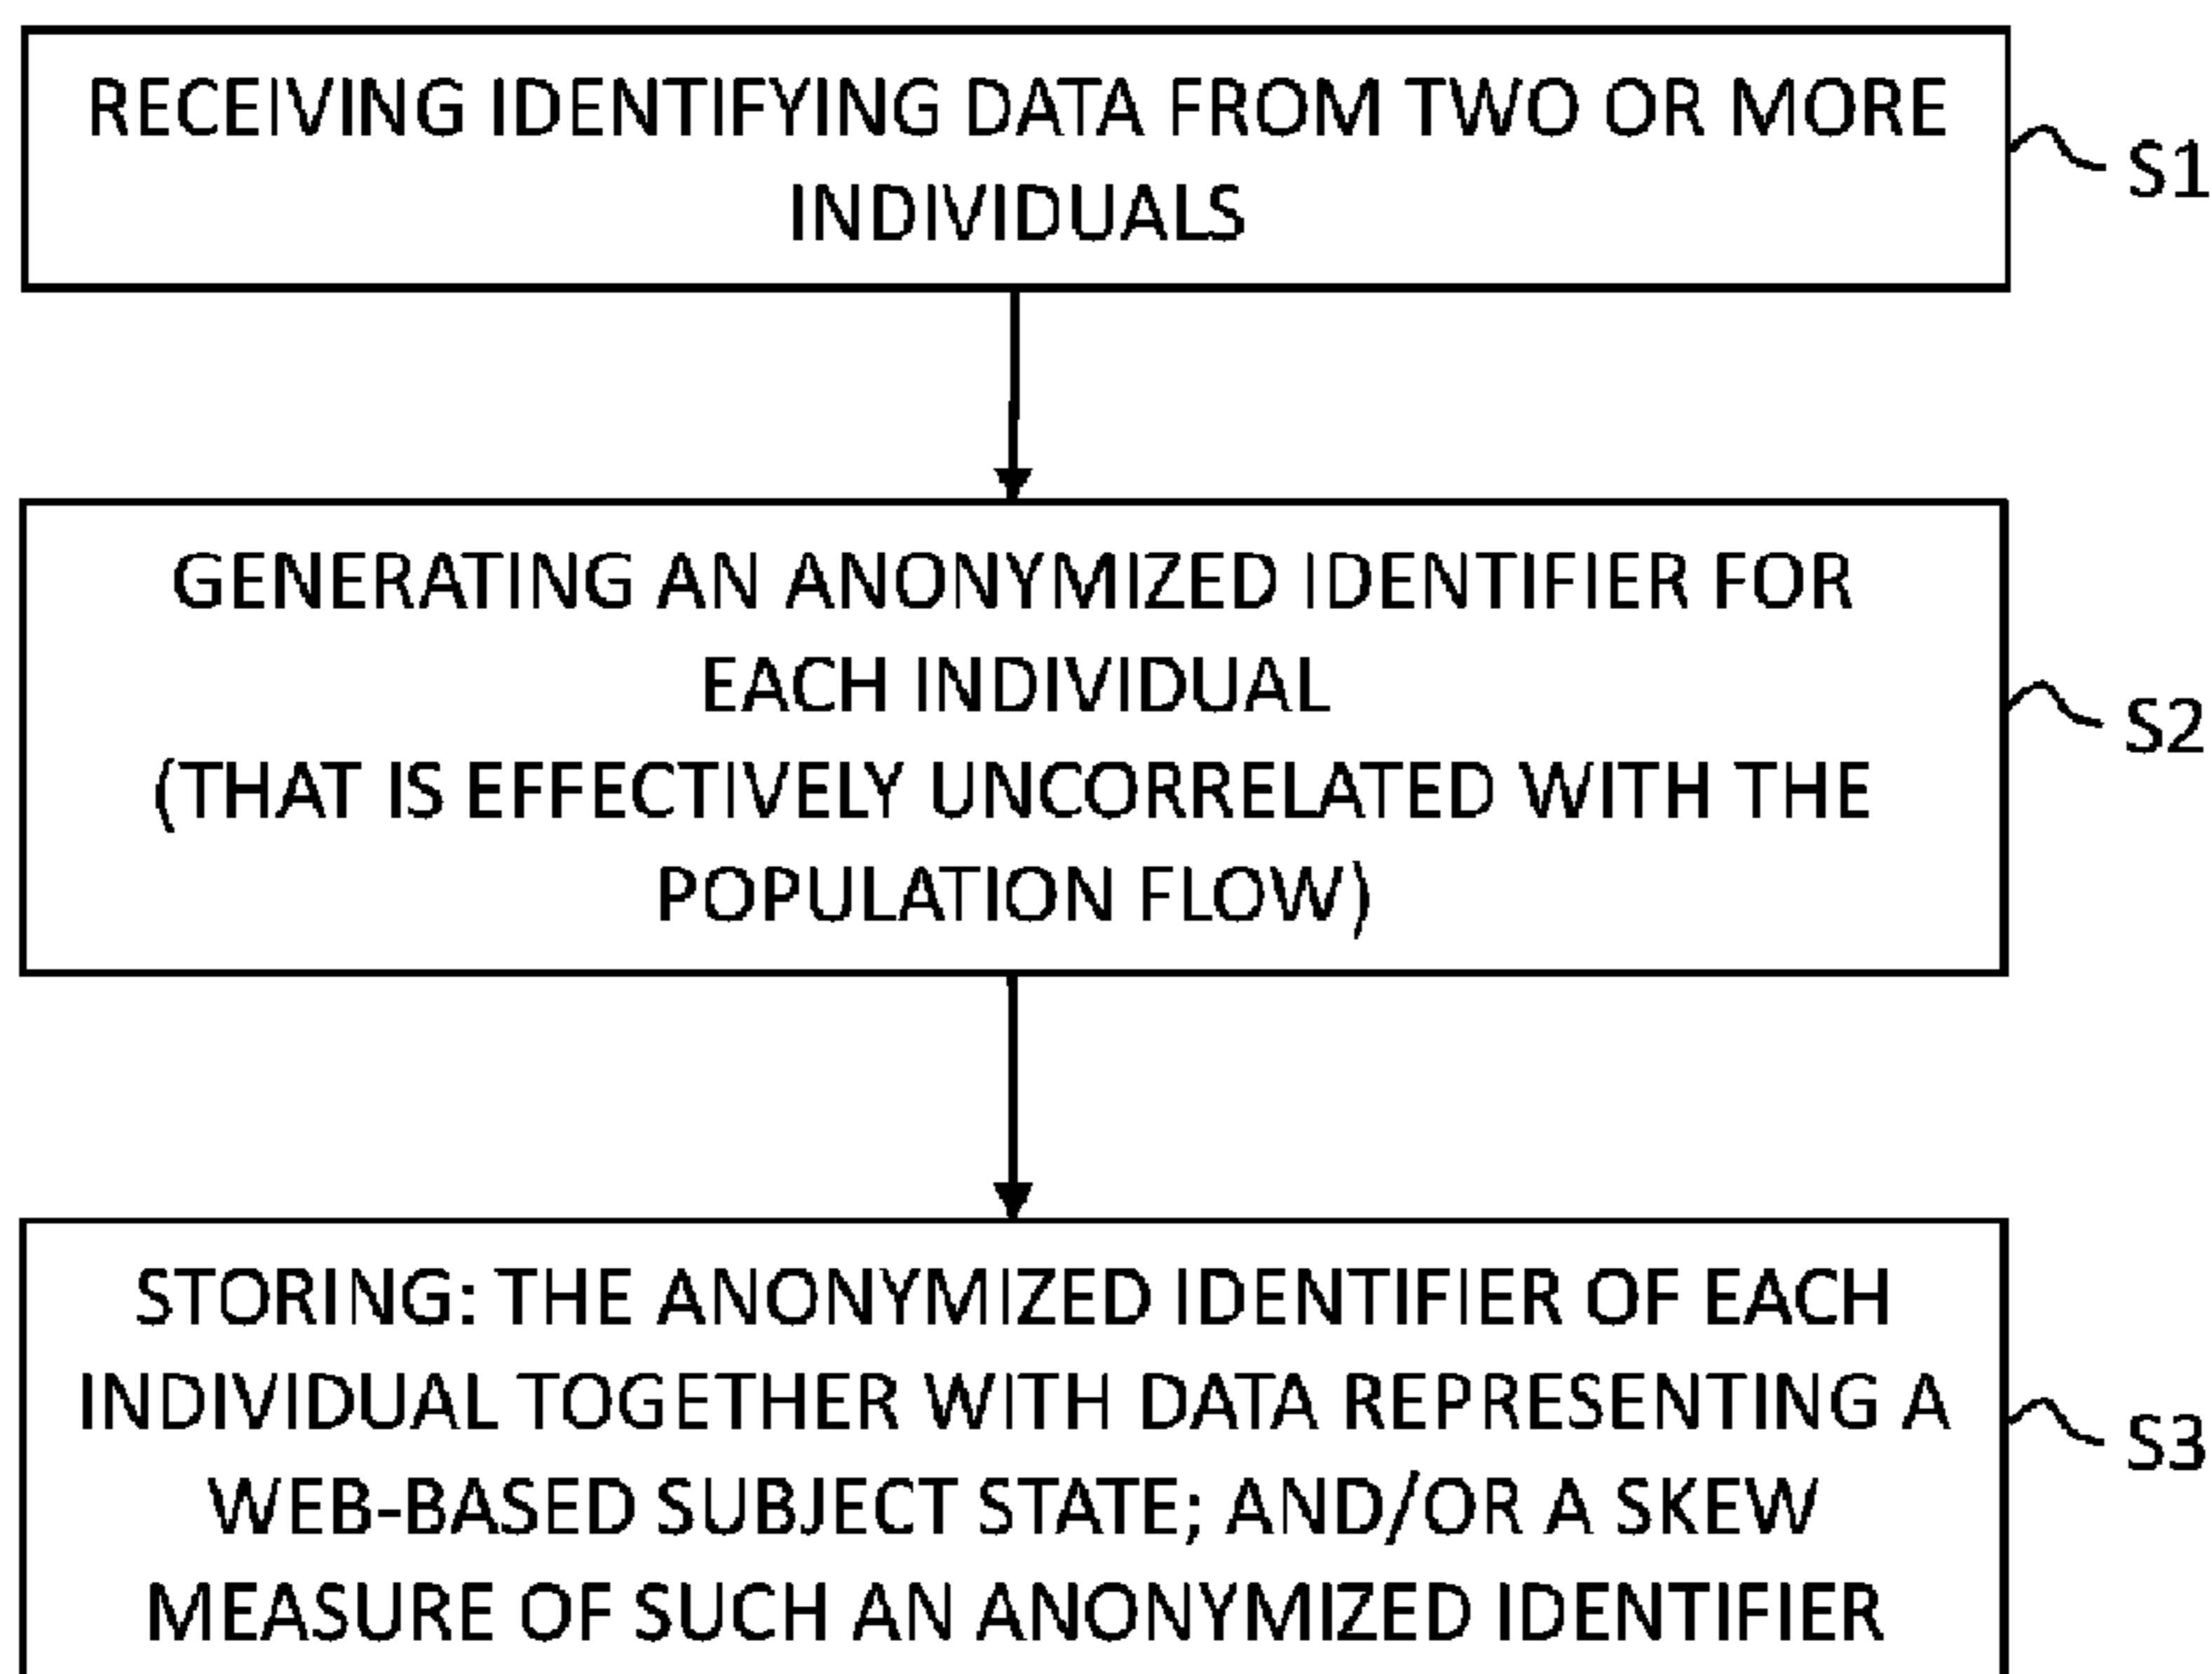 RECEIVING IDENTIFYING DATA FROM TWO OR MORE
INDIVIDUALS
S1
GENERATING AN ANONYMIZED IDENTIFIER FOR
EACH INDIVIDUAL
(THAT IS EFFECTIVELY UNCORRELATED WITH THE
POPULATION FLOW)
S2
STORING: THE ANONYMIZED IDENTIFIER OF EACH
INDIVIDUAL TOGETHER WITH DATA REPRESENTING A
WEB-BASED SUBJECT STATE; AND/OR A SKEW
MEASURE OF SUCH AN ANONYMIZED IDENTIFIER
S3